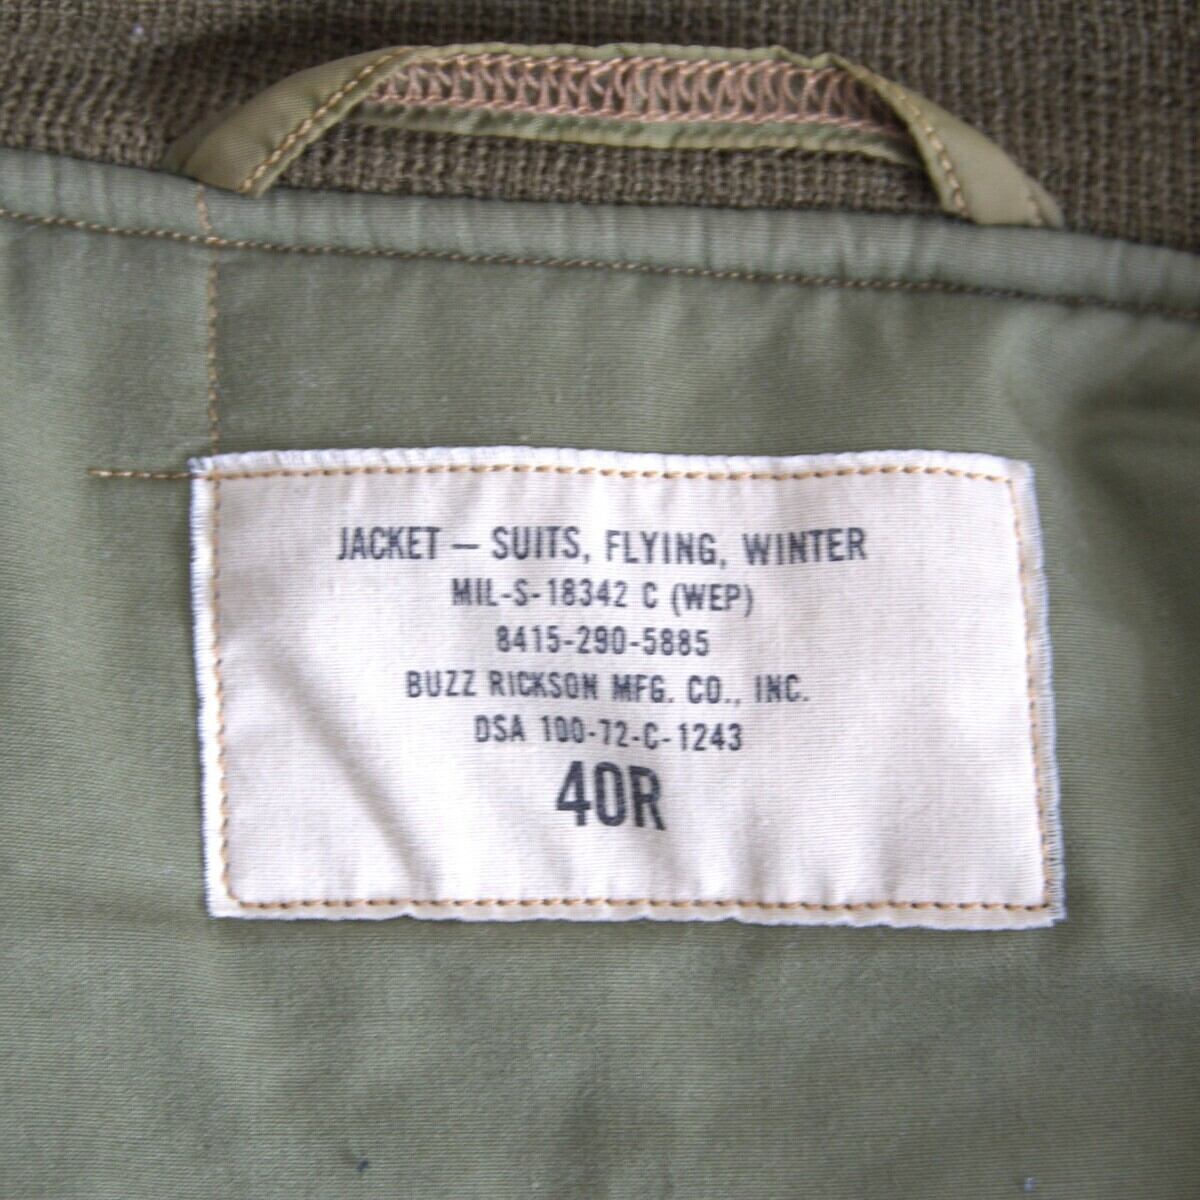 JACKET – SUITS, FLYING, WINTER
MIL-S-18342 C (WEP)
8415-290-5885
BUZZ RICKSON MFG. CO., INC.
DSA 100-72-C-1243
40R